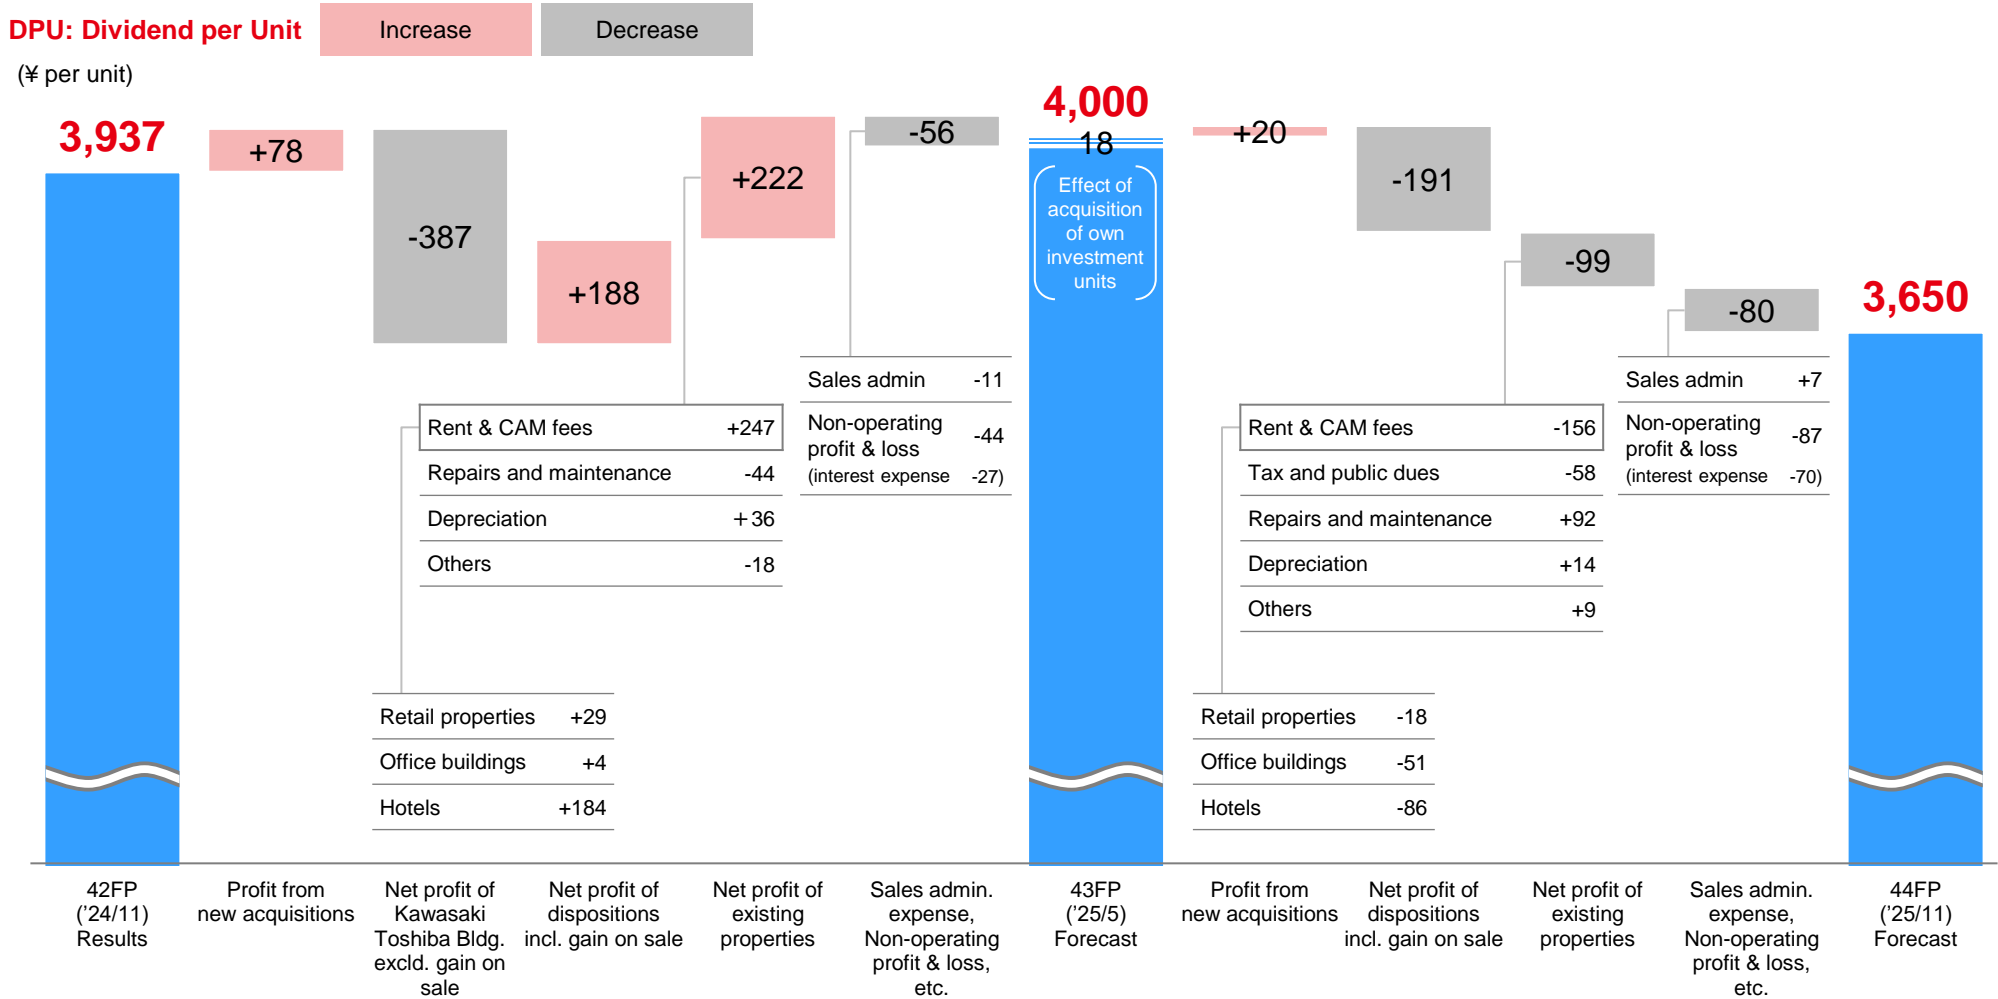 DPU: Dividend per Unit
Increase
Decrease
(¥ per unit)
3,937
+78
-387
+188
+222
-56
4,000
18
Effect of
acquisition
of own
investment
units
+20
-191
-99
-80
3,650
Sales admin -11
Non-operating
profit & loss -44
(interest expense -27)
Rent & CAM fees +247
Repairs and maintenance -44
Depreciation +36
Others -18
Retail properties +29
Office buildings +4
Hotels +184
Sales admin +7
Non-operating
profit & loss -87
(interest expense -70)
Rent & CAM fees -156
Tax and public dues -58
Repairs and maintenance +92
Depreciation +14
Others +9
Retail properties -18
Office buildings -51
Hotels -86
42FP
(’24/11)
Results
Profit from
new acquisitions
Net profit of
Kawasaki
Toshiba Bldg.
excld. gain on
sale
Net profit of
dispositions
incl. gain on sale
Net profit of
existing
properties
Sales admin.
expense,
Non-operating
profit & loss,
etc.
43FP
(’25/5)
Forecast
Profit from
new acquisitions
Net profit of
dispositions
incl. gain on sale
Net profit of
existing
properties
Sales admin.
expense,
Non-operating
profit & loss,
etc.
44FP
(’25/11)
Forecast